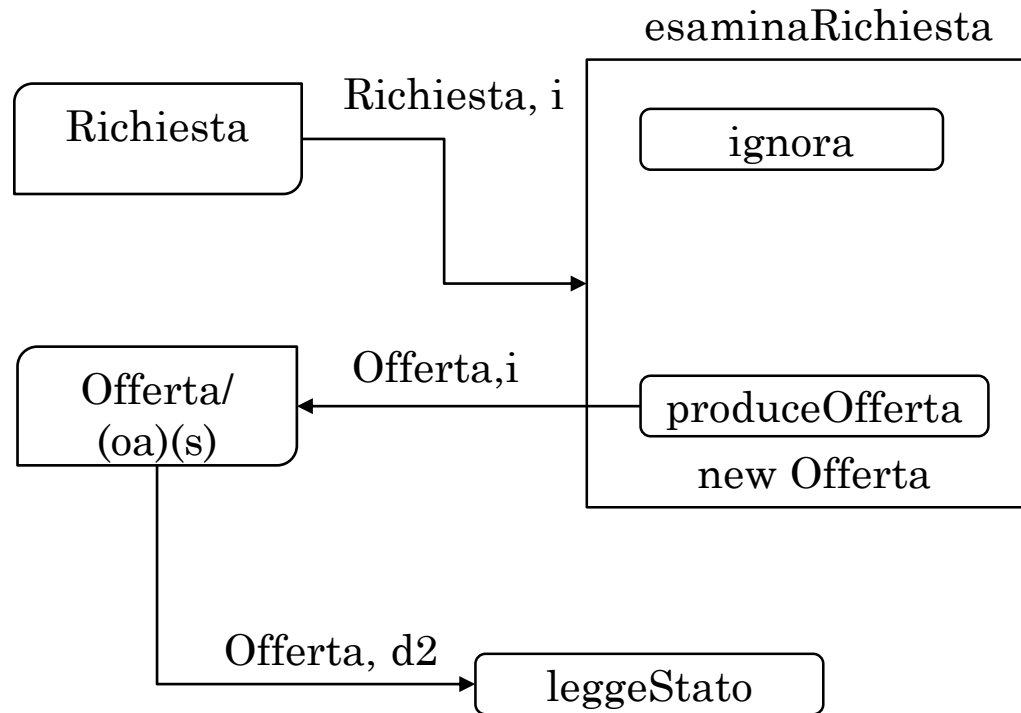 esaminaRichiesta
Richiesta, i
Richiesta
ignora
Offerta,i
Offerta/
(oa)(s)
produceOfferta
new Offerta
Offerta, d2
leggeStato